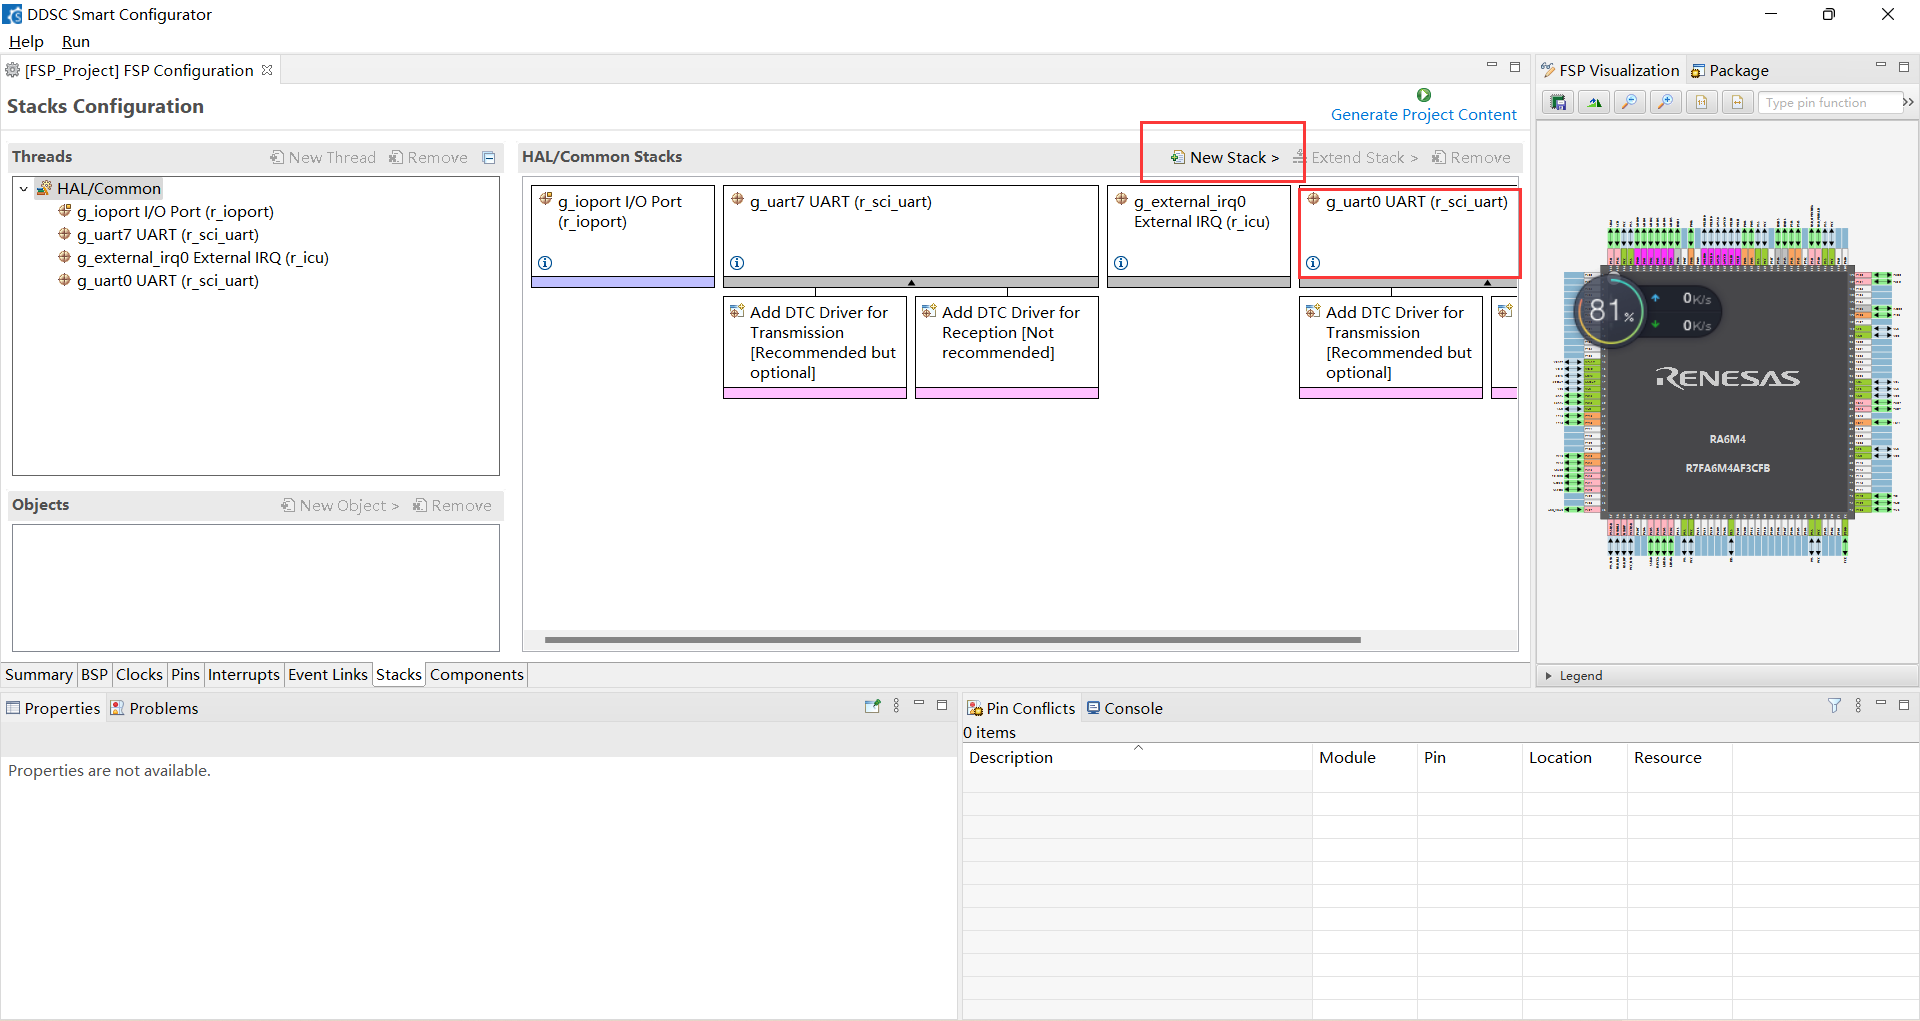 DDSC Smart Configurator
Help Run
[FSP_Project] FSP Configuration
Stacks Configuration
Generate Project Content
Threads
New Thread
Remove
HAL/Common
g_ioport I/O Port (r_ioport)
g_uart7 UART (r_sci_uart)
g_external_irq0 External IRQ (r_icu)
g_uart0 UART (r_sci_uart)
Objects
New Object >
Remove
HAL/Common Stacks
New Stack >
Extend Stack >
Remove
g_ioport I/O Port
(r_ioport)
g_uart7 UART (r_sci_uart)
g_external_irq0
External IRQ (r_icu)
g_uart0 UART (r_sci_uart)
Add DTC Driver for
Transmission
[Recommended but
optional]
Add DTC Driver for
Reception [Not
recommended]
Add DTC Driver for
Transmission
[Recommended but
optional]
Summary BSP Clocks Pins Interrupts Event Links Stacks Components
FSP Visualization
Package
1:1
Type pin function
81%
0K/s
0K/s
RENESAS
RA6M4
R7FA6M4AF3CFB
Legend
Properties
Problems
Properties are not available.
Pin Conflicts
Console
0 items
Description Module Pin Location Resource